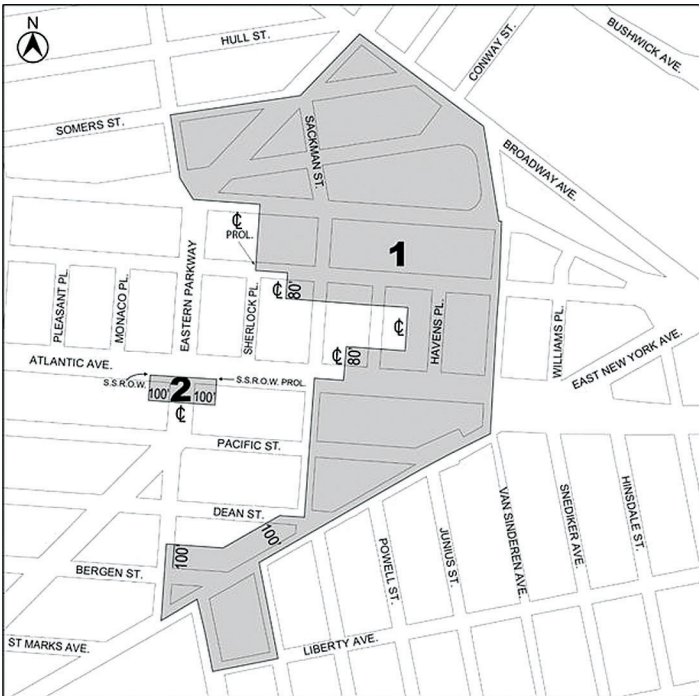 N
HULL ST.
CONWAY ST.
BUSHWICK AVE.
SOMERS ST.
SACKMAN ST.
BROADWAY AVE.
℄
PROL.
1
EASTERN PARKWAY
PLEASANT PL.
MONACO PL.
SHERLOCK PL.
℄ 80'
℄
HAVENS PL.
WILLIAMS PL.
℄ 80'
EAST NEW YORK AVE.
ATLANTIC AVE.
S.S.R.O.W.
S.S.R.O.W. PROL.
2
100' 100'
℄
PACIFIC ST.
DEAN ST.
100'
100'
BERGEN ST.
POWELL ST.
JUNIUS ST.
VAN SINDEREN AVE.
SNEDIKER AVE.
HINSDALE ST.
ST MARKS AVE.
LIBERTY AVE.